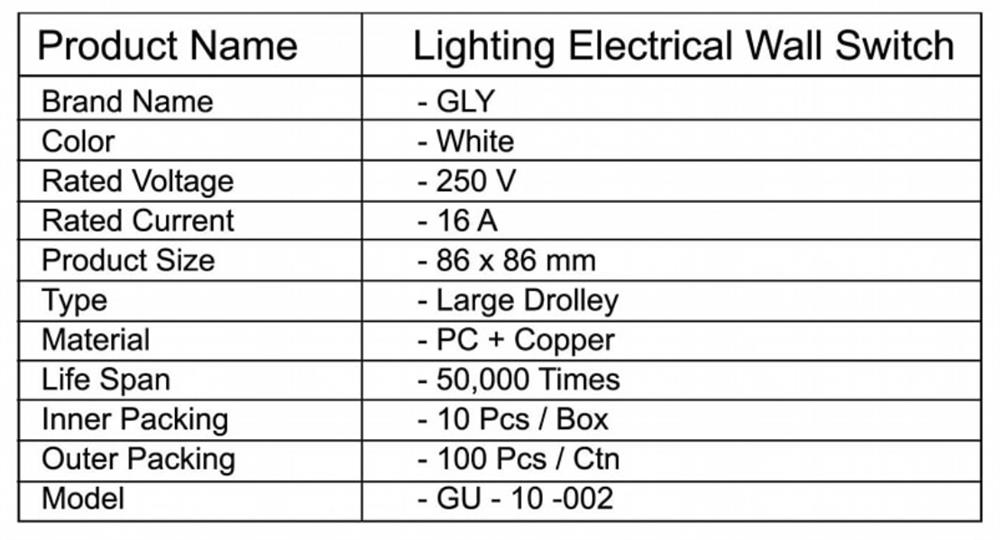 Product Name Lighting Electrical Wall Switch
Brand Name - GLY
Color - White
Rated Voltage - 250 V
Rated Current - 16 A
Product Size - 86 x 86 mm
Type - Large Drolley
Material - PC + Copper
Life Span - 50,000 Times
Inner Packing - 10 Pcs / Box
Outer Packing - 100 Pcs / Ctn
Model - GU - 10 -002